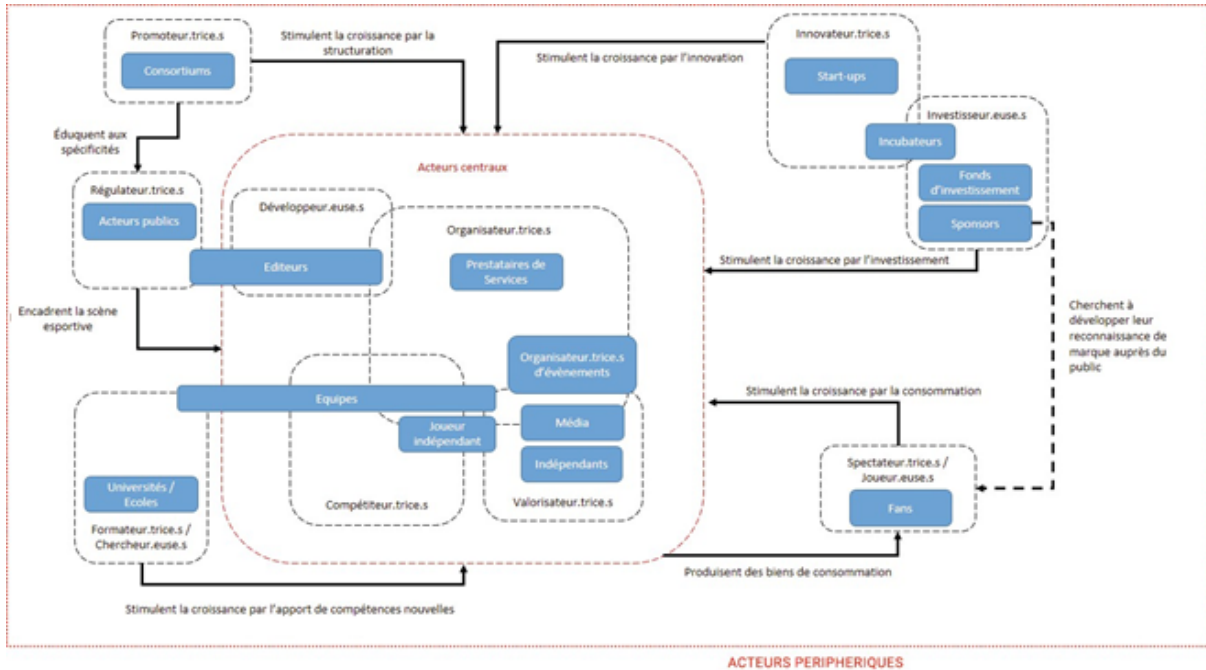 Promoteur.trice.s
Consortiums
Stimulent la croissance par la
structuration
Stimulent la croissance par l'innovation
Innovateur.trice.s
Start-ups
Investisseur.euse.s
Incubateurs
Fonds
d'investissement
Sponsors
Éduquent aux
spécificités
Régulateur.trice.s
Acteurs publics
Acteurs centraux
Développeur.euse.s
Editeurs
Organisateur.trice.s
Prestataires de
Services
Stimulent la croissance par l'investissement
Encadrent la scène
esportive
Cherchent à
développer leur
reconnaissance de
marque auprès du
public
Organisateur.trice.s
d'évènements
Equipes
Joueur
indépendant
Média
Indépendants
Compétiteur.trice.s
Valorisateur.trice.s
Stimulent la croissance par la consommation
Spectateur.trice.s /
Joueur.euse.s
Fans
Universités /
Ecoles
Formateur.trice.s /
Chercheur.euse.s
Produisent des biens de consommation
Stimulent la croissance par l'apport de compétences nouvelles
ACTEURS PERIPHERIQUES